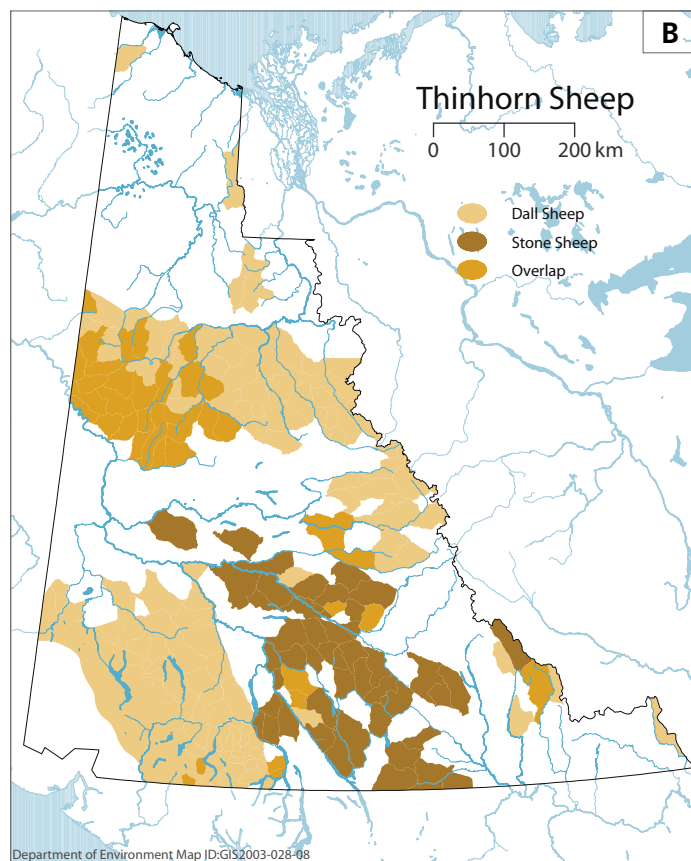 B
Thinhorn Sheep
0 100 200 km
Dall Sheep
Stone Sheep
Overlap
Department of Environment Map ID:GIS2003-028-08